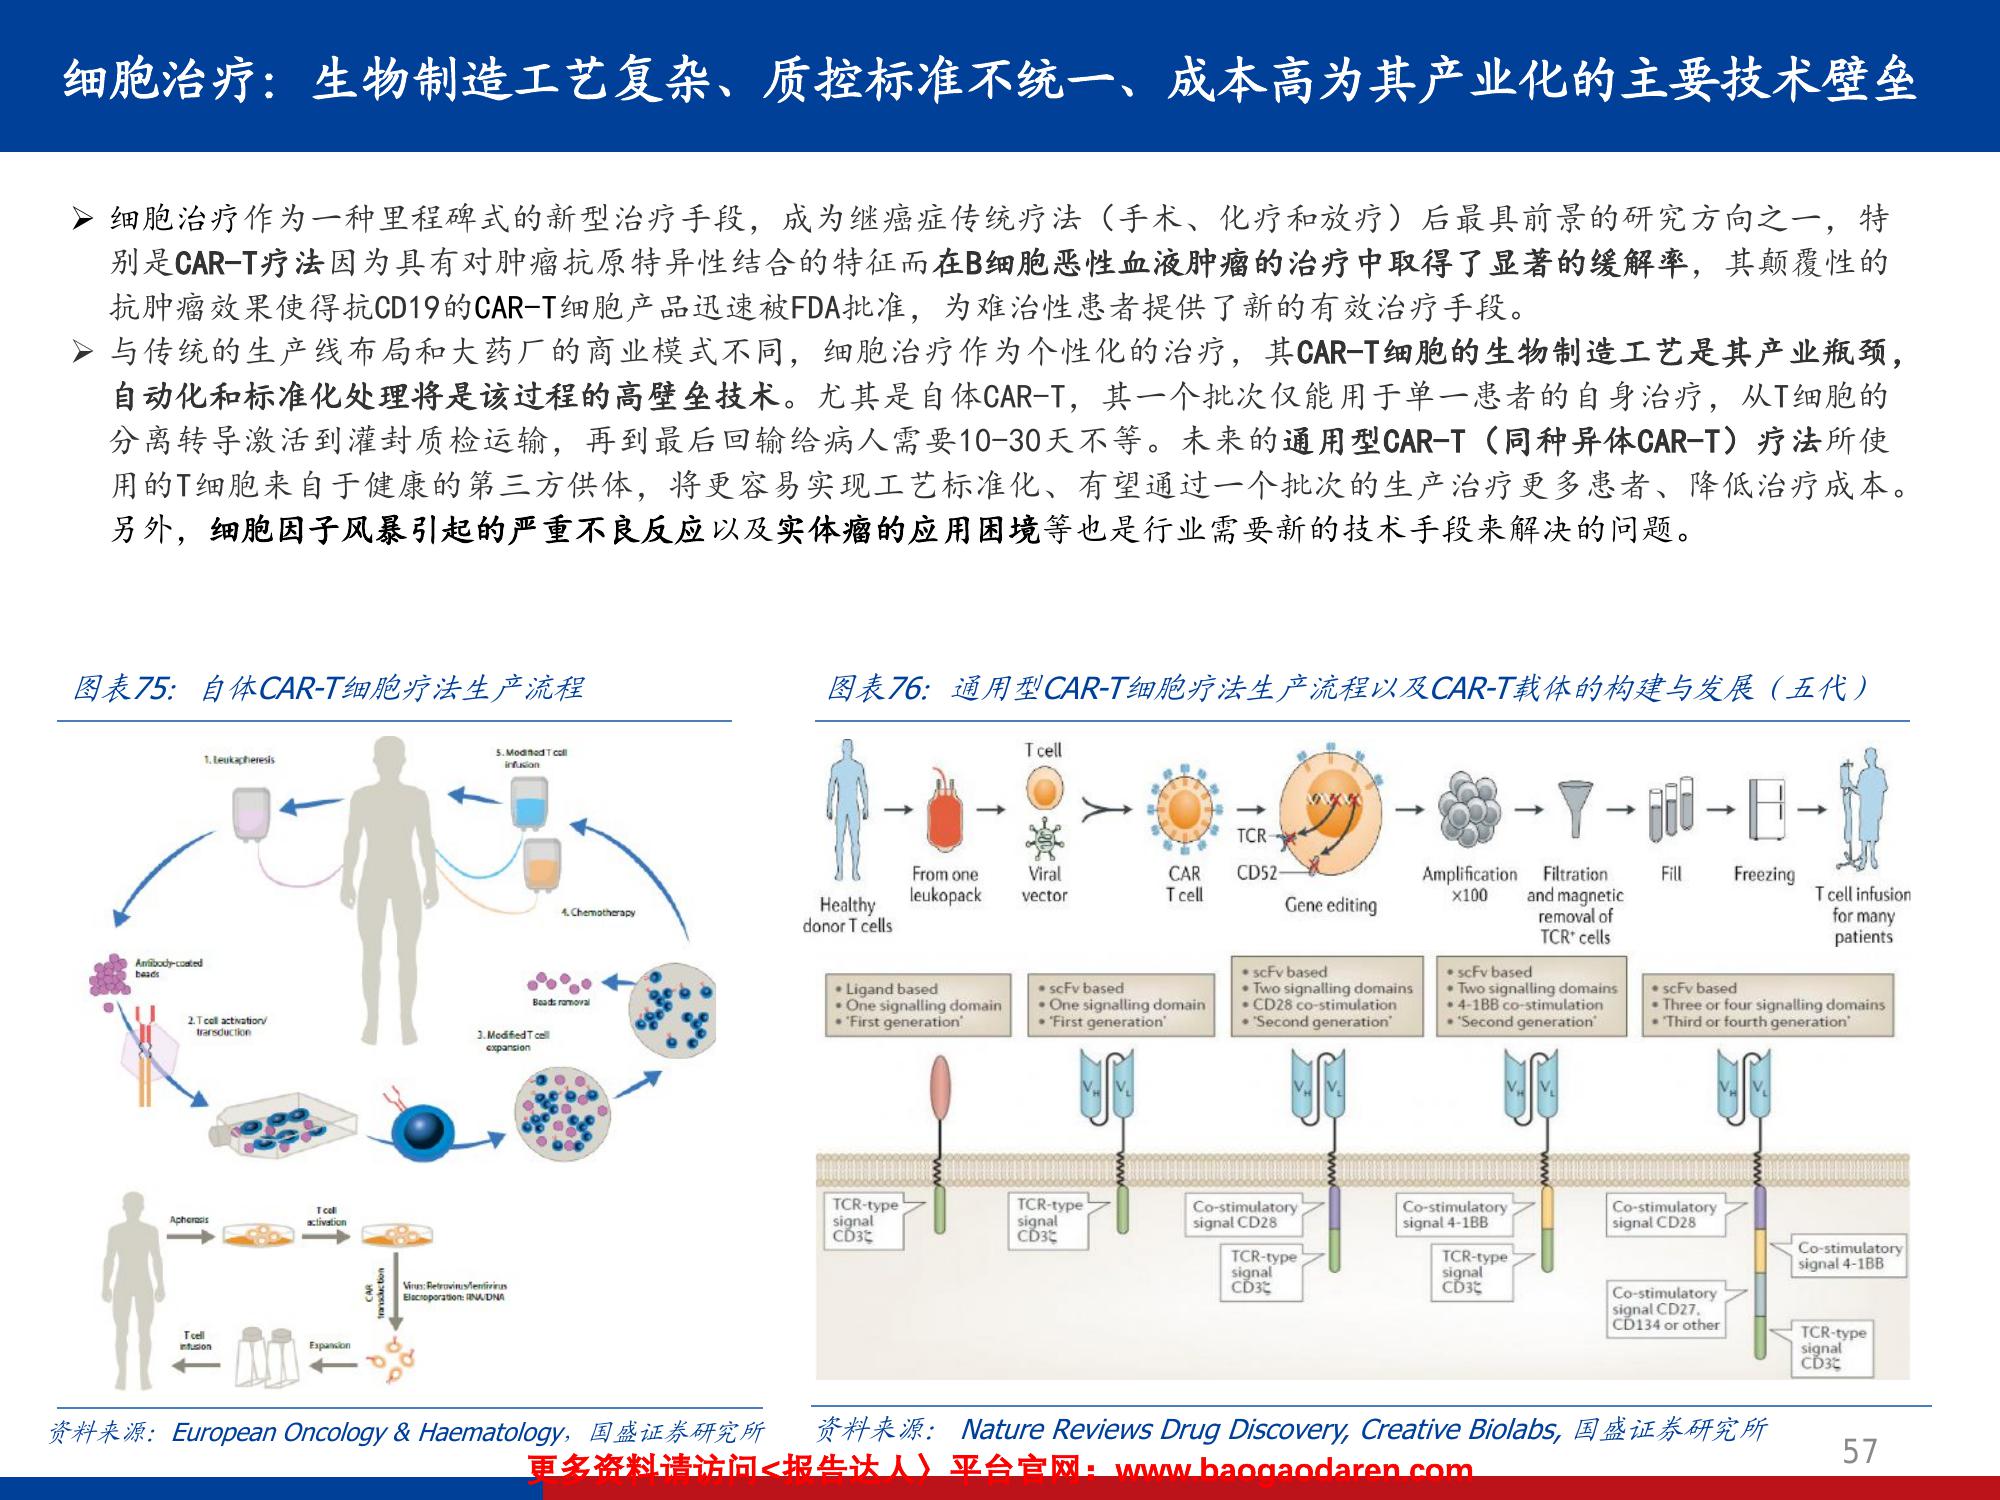 细胞治疗：生物制造工艺复杂、质控标准不统一、成本高为其产业化的主要技术壁垒
➢ 细胞治疗作为一种里程碑式的新型治疗手段，成为继癌症传统疗法（手术、化疗和放疗）后最具前景的研究方向之一，特
别是CAR-T疗法因为具有对肿瘤抗原特异性结合的特征而在B细胞恶性血液肿瘤的治疗中取得了显著的缓解率，其颠覆性的
抗肿瘤效果使得抗CD19的CAR-T细胞产品迅速被FDA批准，为难治性患者提供了新的有效治疗手段。
➢ 与传统的生产线布局和大药厂的商业模式不同，细胞治疗作为个性化的治疗，其CAR-T细胞的生物制造工艺是其产业瓶颈，
自动化和标准化处理将是该过程的高壁垒技术。尤其是自体CAR-T，其一个批次仅能用于单一患者的自身治疗，从T细胞的
分离转导激活到灌封质检运输，再到最后回输给病人需要10-30天不等。未来的通用型CAR-T（同种异体CAR-T）疗法所使
用的T细胞来自于健康的第三方供体，将更容易实现工艺标准化、有望通过一个批次的生产治疗更多患者、降低治疗成本。
另外，细胞因子风暴引起的严重不良反应以及实体瘤的应用困境等也是行业需要新的技术手段来解决的问题。
图表75：自体CAR-T细胞疗法生产流程
1. Leukapheresis
5. Modified T cell
infusion
4. Chemotherapy
Antibody-coated
beads
Beads removal
2. T cell activation/
transduction
3. Modified T cell
expansion
Apheresis
T cell
activation
CAR
transduction
Virus: Retrovirus/lentivirus
Electroporation: RNA/DNA
T cell
infusion
Expansion
资料来源：European Oncology & Haematology，国盛证券研究所
图表76：通用型CAR-T细胞疗法生产流程以及CAR-T载体的构建与发展（五代）
T cell
TCR
CD52
Healthy
donor T cells
From one
leukopack
Viral
vector
CAR
T cell
Gene editing
Amplification
×100
Filtration
and magnetic
removal of
TCR⁺ cells
Fill
Freezing
T cell infusion
for many
patients
• Ligand based
• One signalling domain
• 'First generation'
• scFv based
• One signalling domain
• 'First generation'
• scFv based
• Two signalling domains
• CD28 co-stimulation
• 'Second generation'
• scFv based
• Two signalling domains
• 4-1BB co-stimulation
• 'Second generation'
• scFv based
• Three or four signalling domains
• 'Third or fourth generation'
VH VL
VH VL
VH VL
VH VL
TCR-type
signal
CD3ζ
TCR-type
signal
CD3ζ
Co-stimulatory
signal CD28
TCR-type
signal
CD3ζ
Co-stimulatory
signal 4-1BB
TCR-type
signal
CD3ζ
Co-stimulatory
signal CD28
Co-stimulatory
signal 4-1BB
Co-stimulatory
signal CD27,
CD134 or other
TCR-type
signal
CD3ζ
资料来源： Nature Reviews Drug Discovery, Creative Biolabs, 国盛证券研究所
57
更多资料请访问<报告达人〉平台官网：www.baogaodaren.com